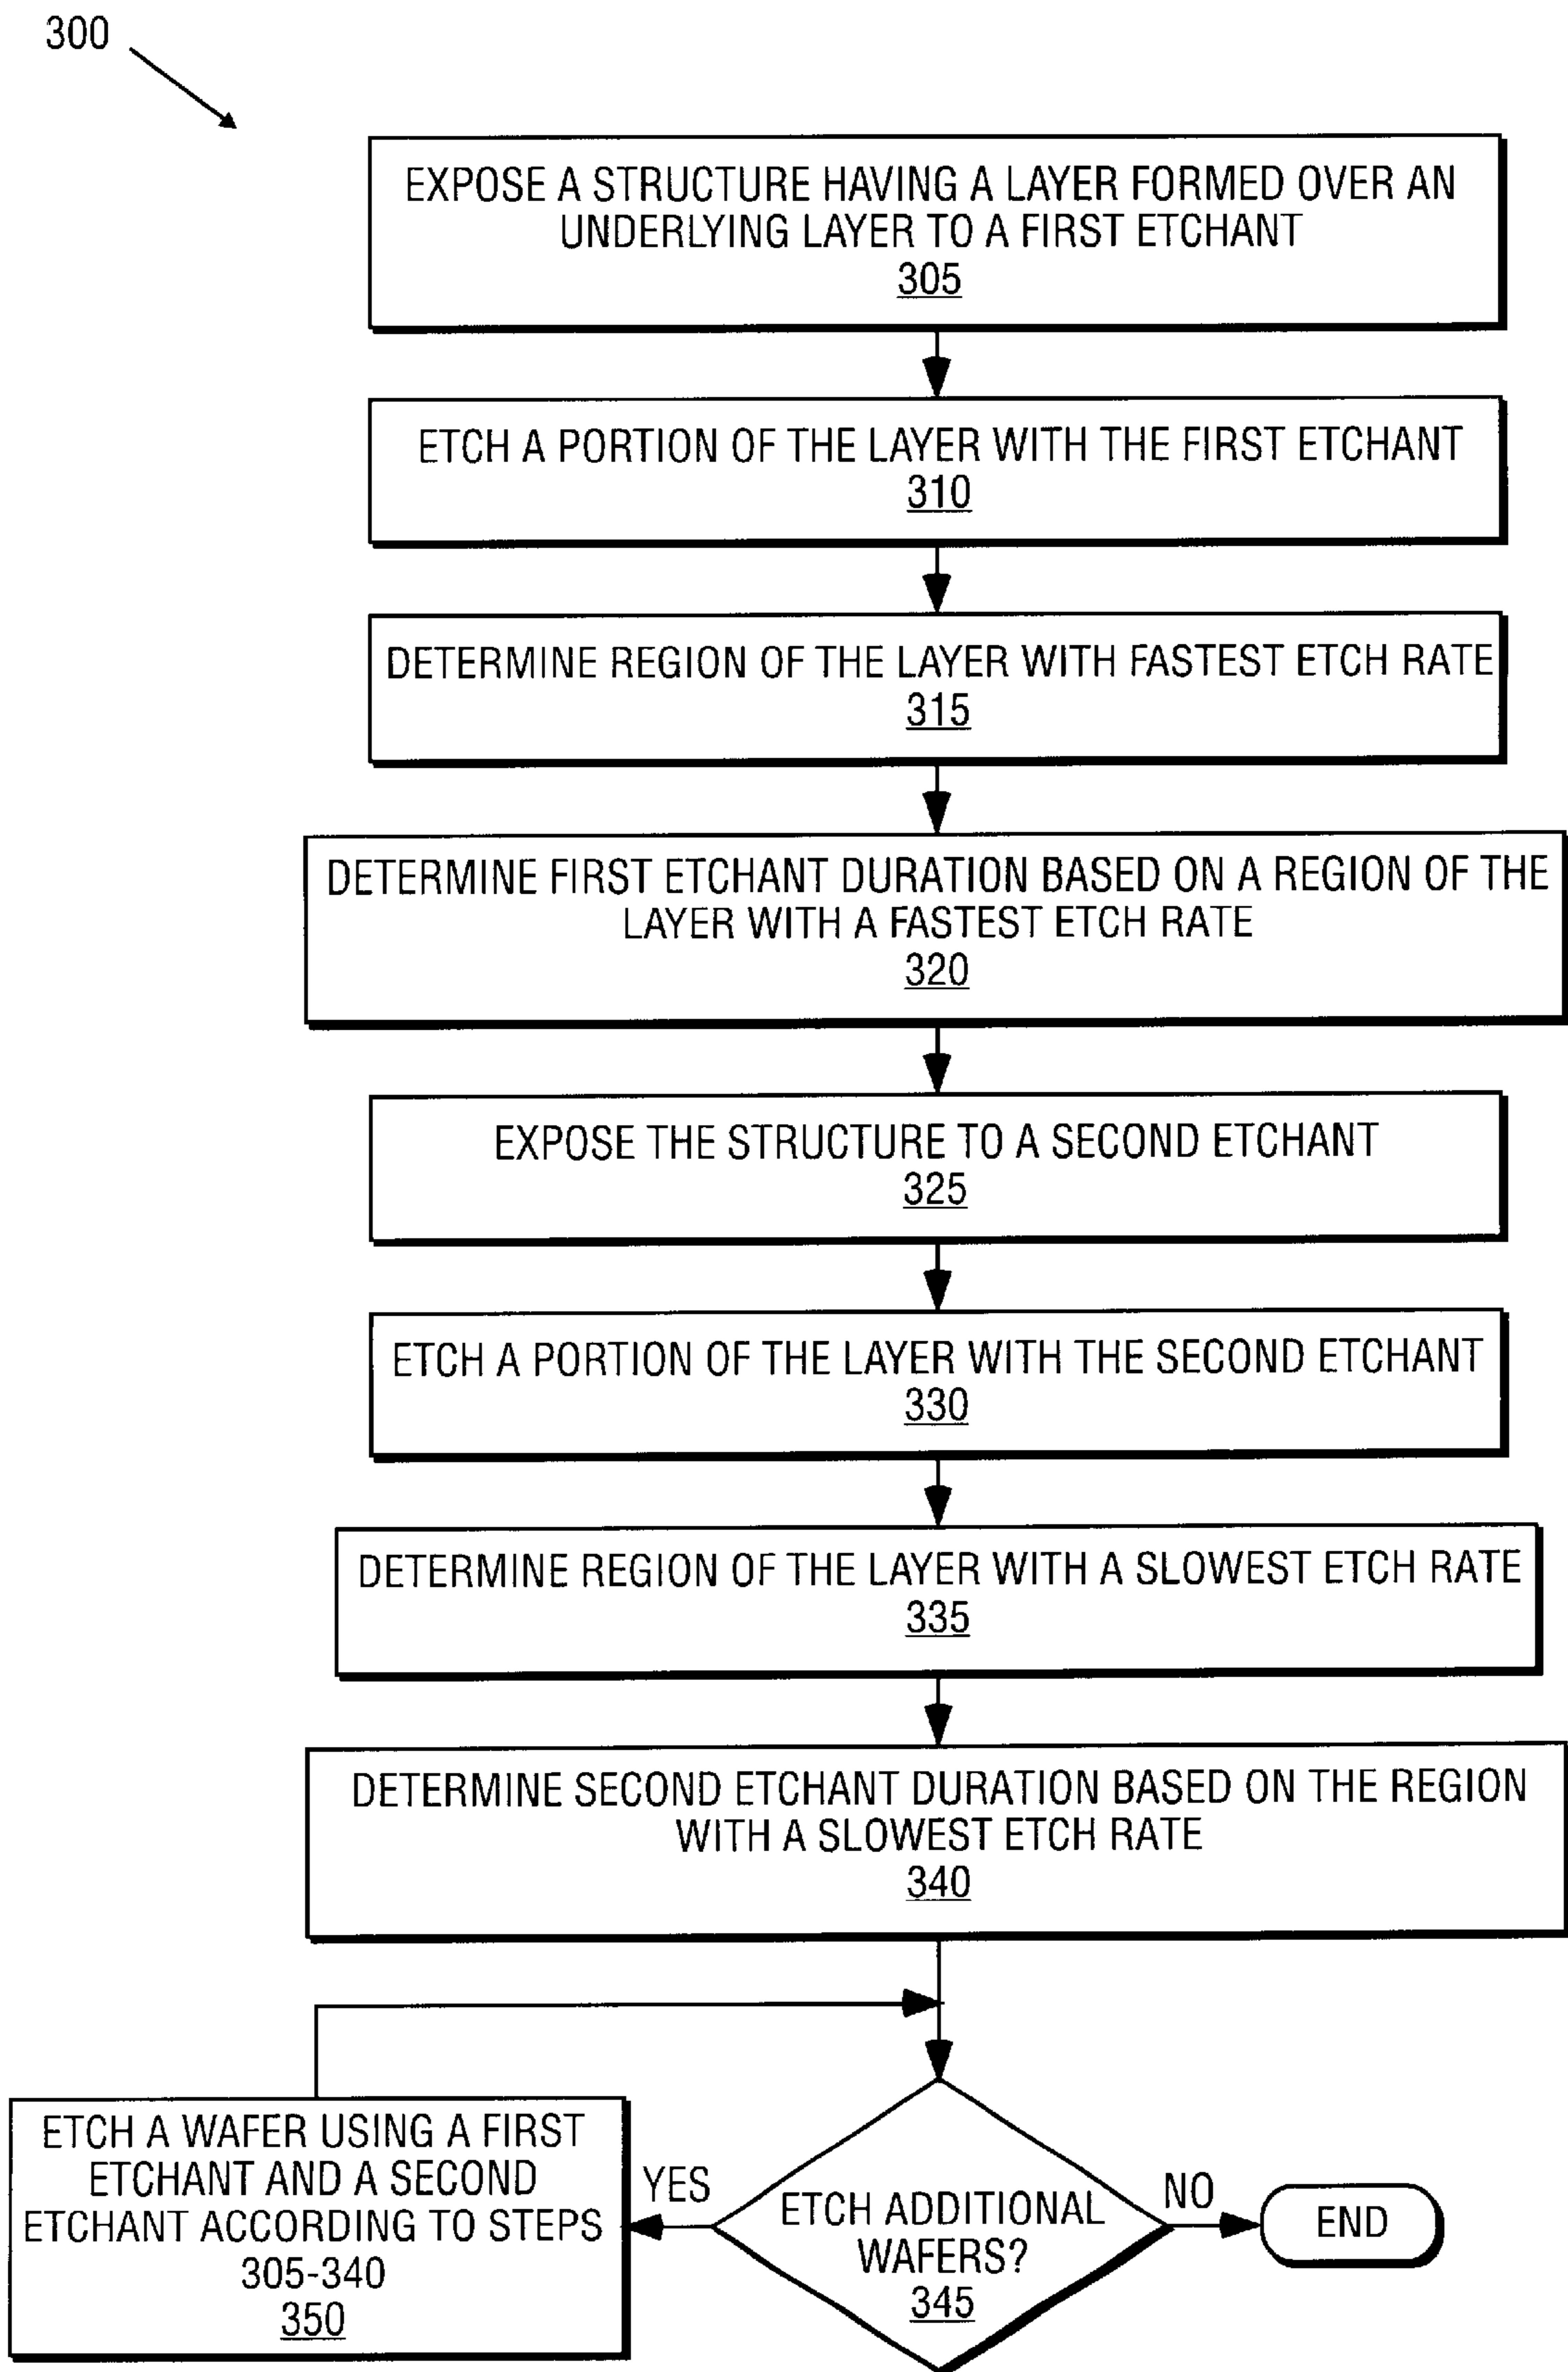 300
EXPOSE A STRUCTURE HAVING A LAYER FORMED OVER AN
UNDERLYING LAYER TO A FIRST ETCHANT
305
ETCH A PORTION OF THE LAYER WITH THE FIRST ETCHANT
310
DETERMINE REGION OF THE LAYER WITH FASTEST ETCH RATE
315
DETERMINE FIRST ETCHANT DURATION BASED ON A REGION OF THE
LAYER WITH A FASTEST ETCH RATE
320
EXPOSE THE STRUCTURE TO A SECOND ETCHANT
325
ETCH A PORTION OF THE LAYER WITH THE SECOND ETCHANT
330
DETERMINE REGION OF THE LAYER WITH A SLOWEST ETCH RATE
335
DETERMINE SECOND ETCHANT DURATION BASED ON THE REGION
WITH A SLOWEST ETCH RATE
340
ETCH A WAFER USING A FIRST
ETCHANT AND A SECOND
ETCHANT ACCORDING TO STEPS
305-340
350
YES
ETCH ADDITIONAL
WAFERS?
345
NO
END